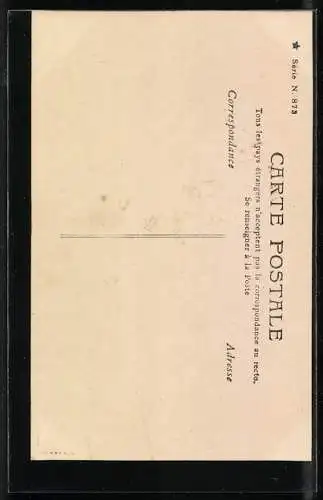 ★ Série N. 873
CARTE POSTALE
Tous les pays étrangers n'acceptent pas la correspondance au recto.
Se renseigner à la Poste
Correspondance
Adresse